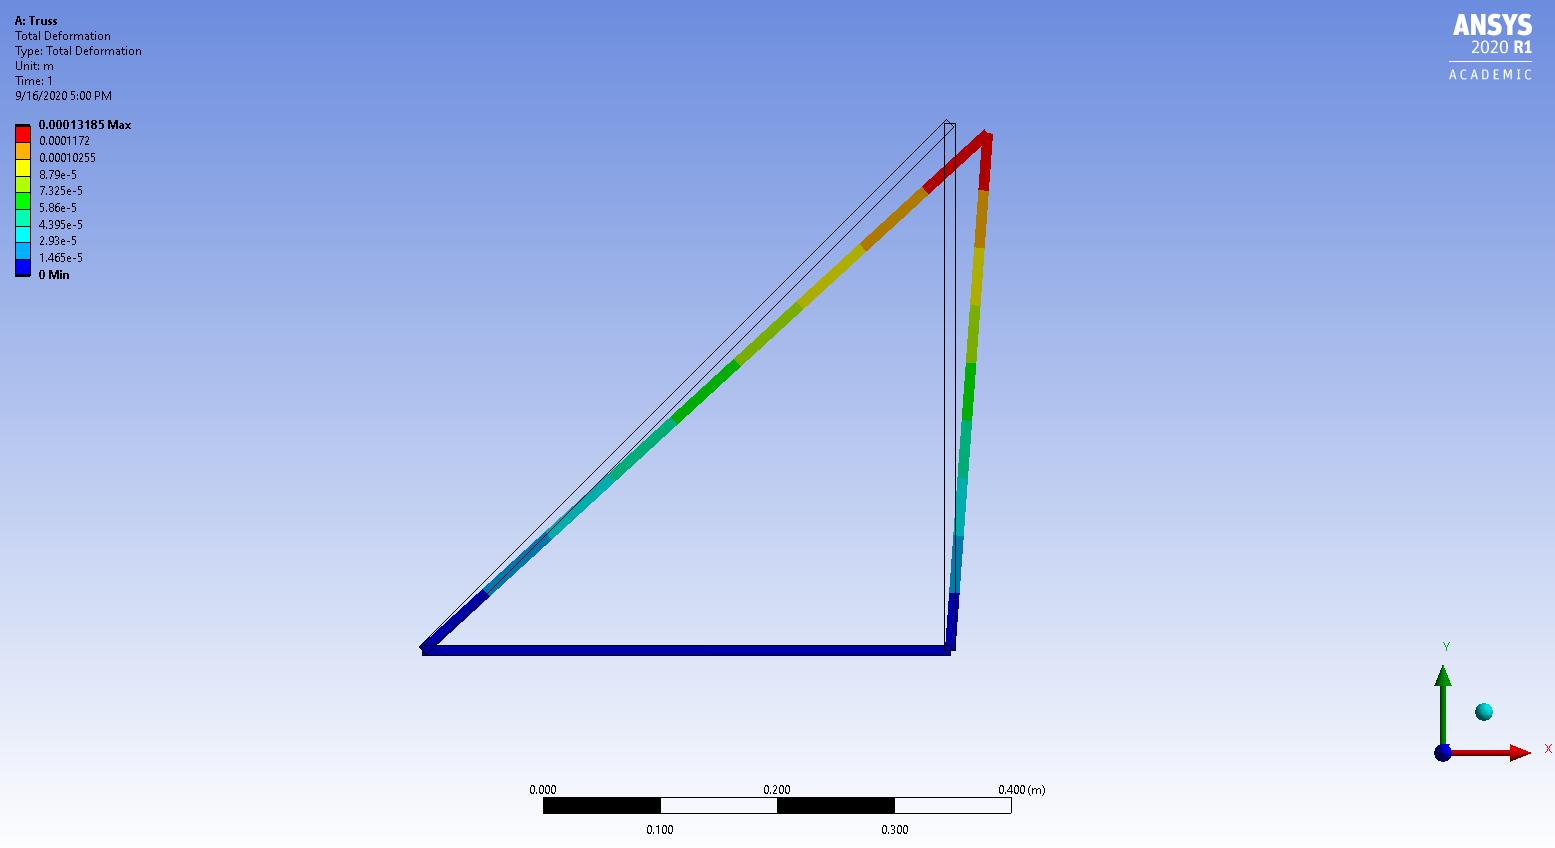 A: Truss
Total Deformation
Type: Total Deformation
Unit: m
Time: 1
9/16/2020 5:00 PM
0.00013185 Max
0.0001172
0.00010255
8.79e-5
7.325e-5
5.86e-5
4.395e-5
2.93e-5
1.465e-5
0 Min
ANSYS
2020 R1
ACADEMIC
Y
X
0.000 0.200 0.400 (m)
0.100 0.300